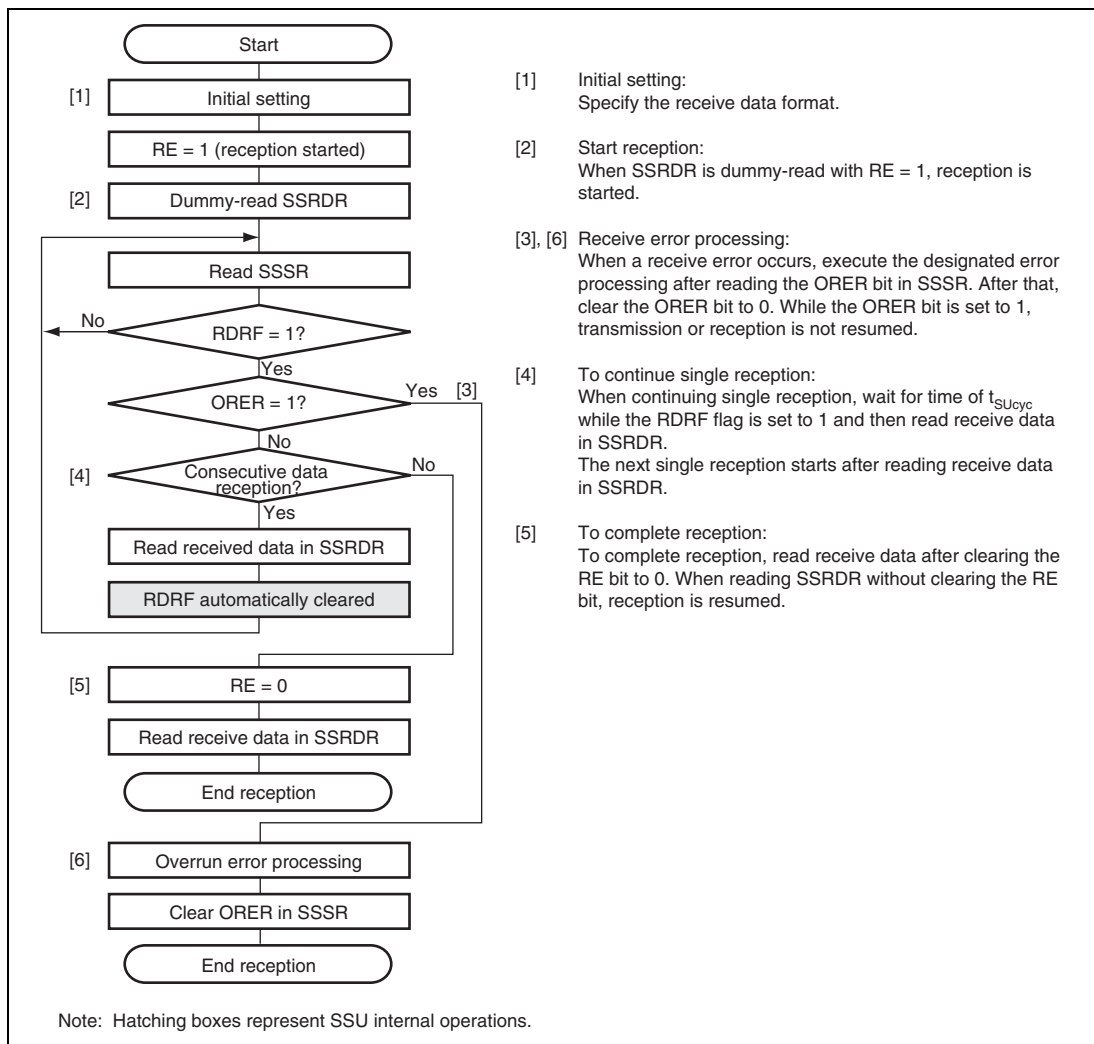 Start
[1]
Initial setting
RE = 1 (reception started)
[2]
Dummy-read SSRDR
Read SSSR
No
RDRF = 1?
Yes
ORER = 1?
Yes [3]
No
[4]
Consecutive data
reception?
No
Yes
Read received data in SSRDR
RDRF automatically cleared
[5]
RE = 0
Read receive data in SSRDR
End reception
[6]
Overrun error processing
Clear ORER in SSSR
End reception
[1] Initial setting:
Specify the receive data format.
[2] Start reception:
When SSRDR is dummy-read with RE = 1, reception is
started.
[3], [6] Receive error processing:
When a receive error occurs, execute the designated error
processing after reading the ORER bit in SSSR. After that,
clear the ORER bit to 0. While the ORER bit is set to 1,
transmission or reception is not resumed.
[4] To continue single reception:
When continuing single reception, wait for time of tSUcyc
while the RDRF flag is set to 1 and then read receive data
in SSRDR.
The next single reception starts after reading receive data
in SSRDR.
[5] To complete reception:
To complete reception, read receive data after clearing the
RE bit to 0. When reading SSRDR without clearing the RE
bit, reception is resumed.
Note: Hatching boxes represent SSU internal operations.